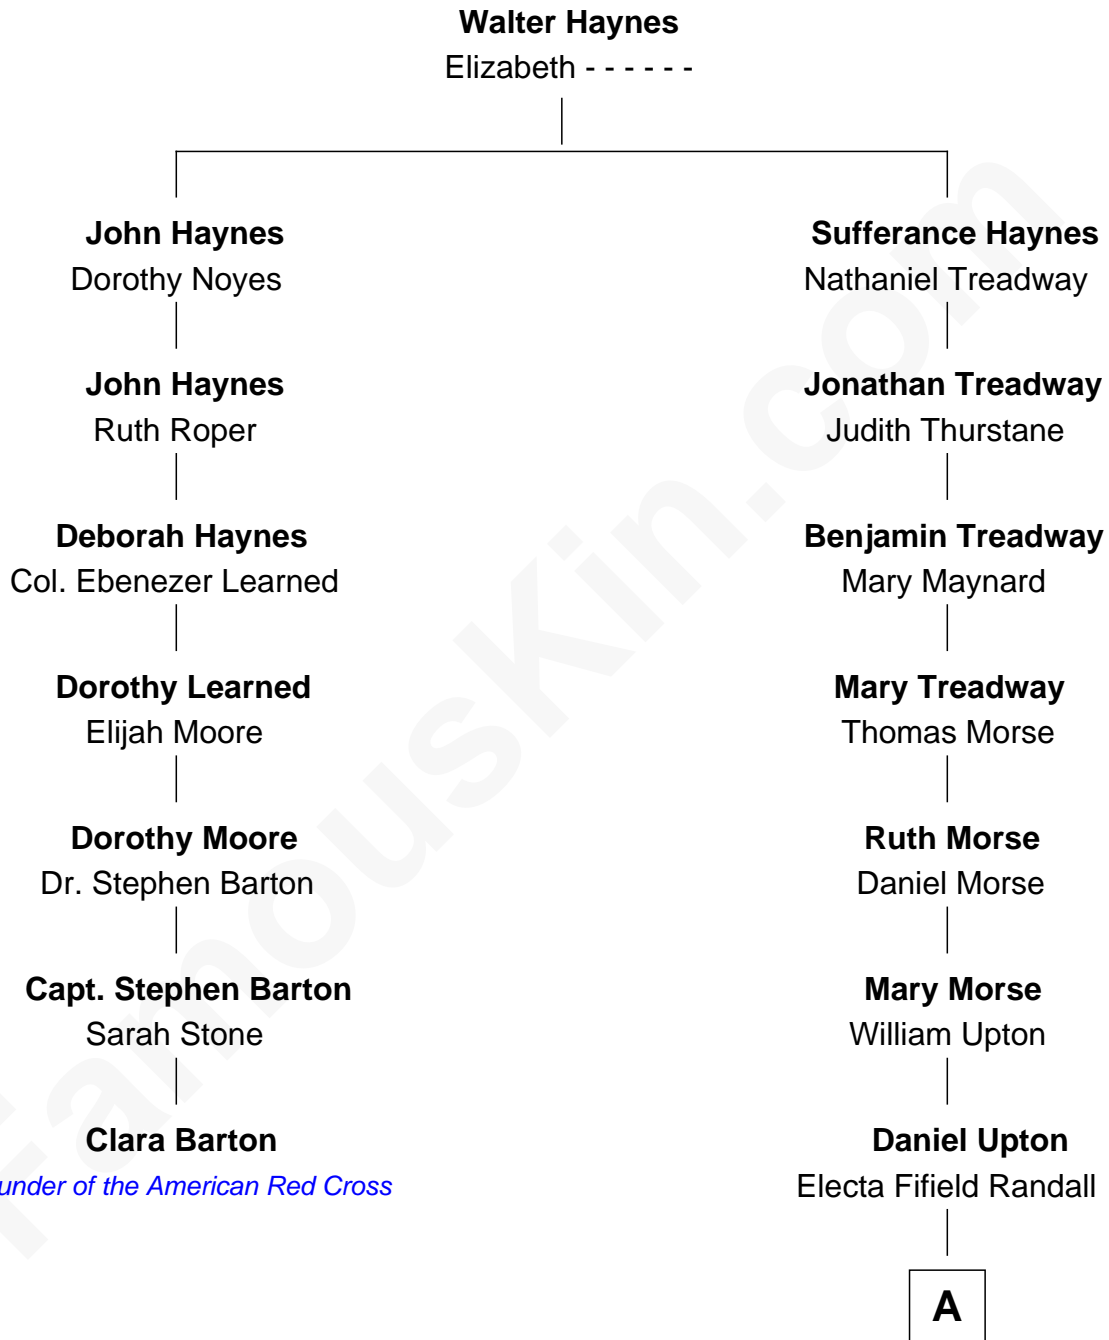 Walter Haynes
Elizabeth - - - - - -
John Haynes
Dorothy Noyes
Sufferance Haynes
Nathaniel Treadway
John Haynes
Ruth Roper
Jonathan Treadway
Judith Thurstane
Deborah Haynes
Col. Ebenezer Learned
Benjamin Treadway
Mary Maynard
Dorothy Learned
Elijah Moore
Mary Treadway
Thomas Morse
Dorothy Moore
Dr. Stephen Barton
Ruth Morse
Daniel Morse
Capt. Stephen Barton
Sarah Stone
Mary Morse
William Upton
Clara Barton
under of the American Red Cross
Daniel Upton
Electa Fifield Randall
A
FamousKin.com